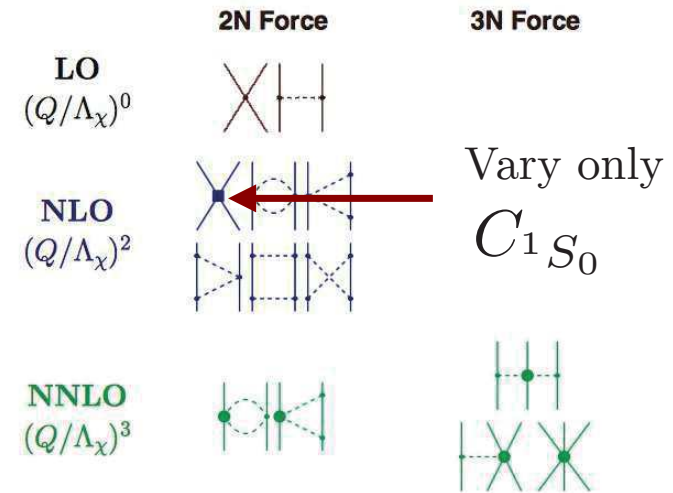 2N Force 3N Force
LO
(Q/Λχ)⁰
Vary only
NLO
(Q/Λχ)²
C¹S₀
NNLO
(Q/Λχ)³